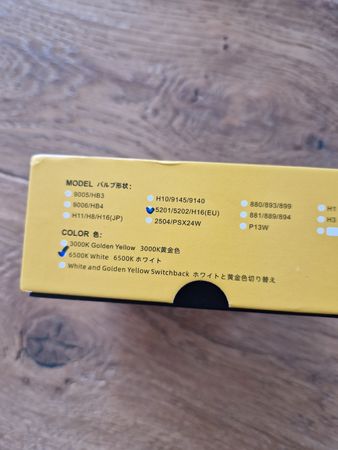 MODEL バルブ形状:
9005/HB3 H10/9145/9140 880/893/899 H1
9006/HB4 5201/5202/H16(EU) 881/889/894 H3
H11/H8/H16(JP) 2504/PSX24W P13W
COLOR 色:
3000K Golden Yellow 3000K黄金色
6500K White 6500K ホワイト
White and Golden Yellow Switchback ホワイトと黄金色切り替え